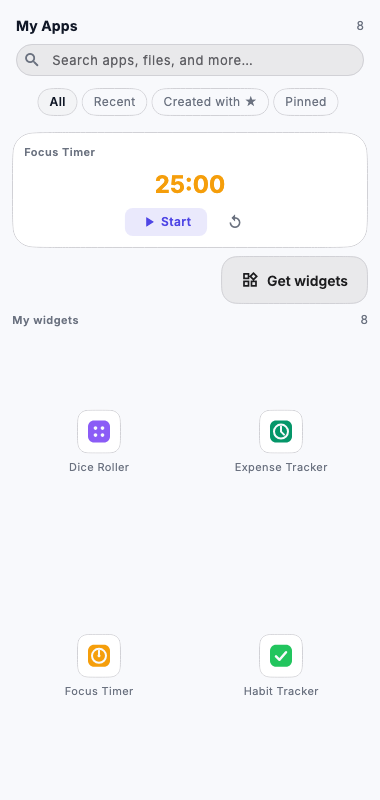 My Apps 8
Search apps, files, and more...
All Recent Created with ★ Pinned
Focus Timer
25:00
Start
Get widgets
My widgets 8
Dice Roller Expense Tracker
Focus Timer Habit Tracker